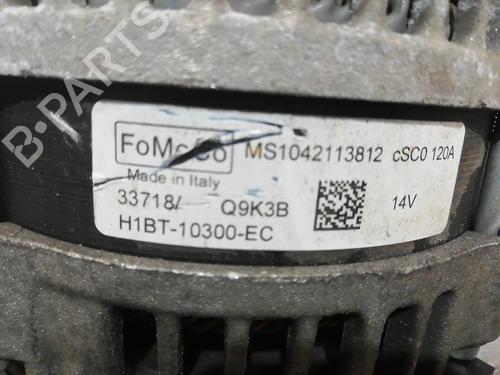 B-PARTS
FoMoCo MS1042113812 cSC0 120A
Made in Italy
33718/ Q9K3B 14V
H1BT-10300-EC